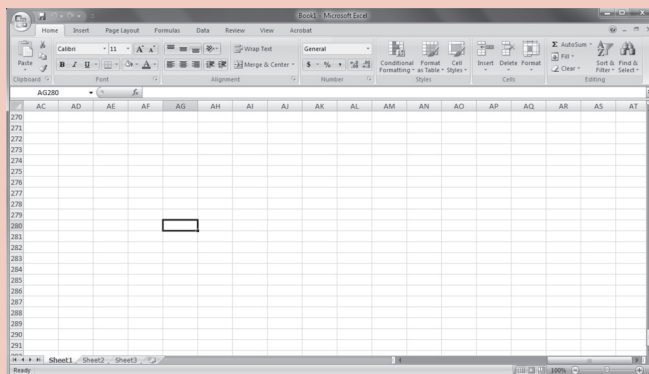 Book1 - Microsoft Excel
Home Insert Page Layout Formulas Data Review View Acrobat
Calibri 11 A A Wrap Text General Σ AutoSum
Fill
Paste B I U A Merge & Center $ % , Conditional Format Cell Insert Delete Format Clear Sort & Find &
Formatting as Table Styles Filter Select
Clipboard Font Alignment Number Styles Cells Editing
AG280 fx
AC AD AE AF AG AH AI AJ AK AL AM AN AO AP AQ AR AS AT
270
271
272
273
274
275
276
277
278
279
280
281
282
283
284
285
286
287
288
289
290
291
Sheet1 Sheet2 Sheet3
Ready 100%